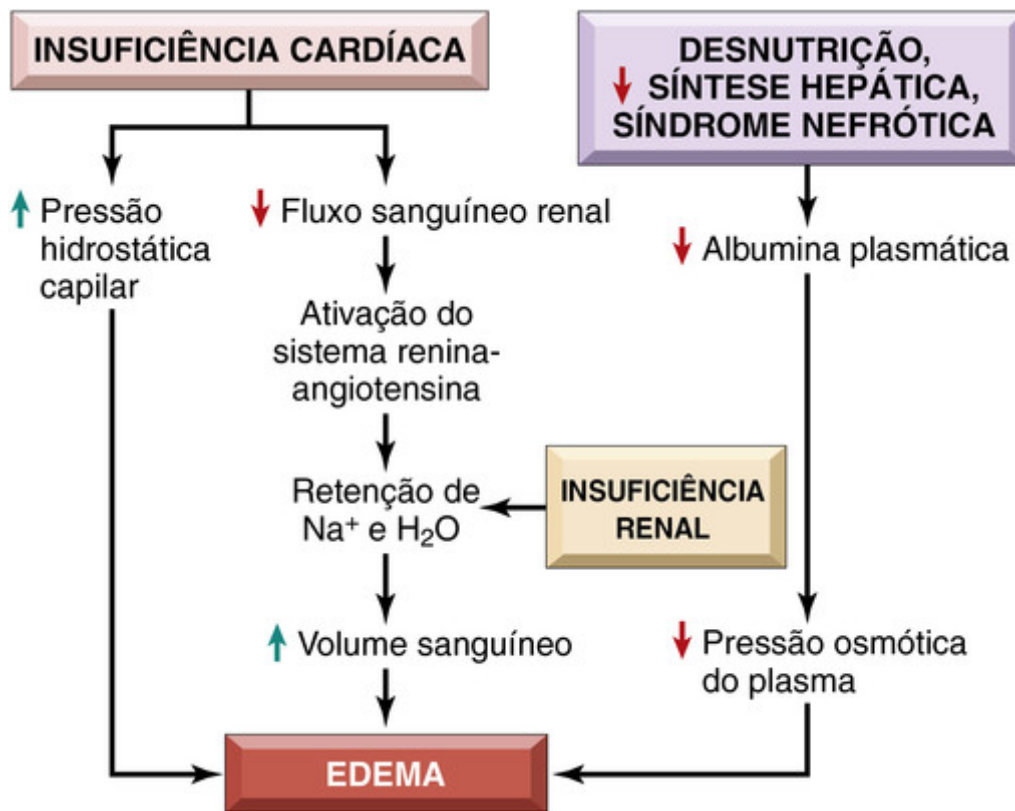 INSUFICIÊNCIA CARDÍACA
DESNUTRIÇÃO,
↓ SÍNTESE HEPÁTICA,
SÍNDROME NEFRÓTICA
↑ Pressão
hidrostática
capilar
↓ Fluxo sanguíneo renal
↓ Albumina plasmática
Ativação do
sistema renina-
angiotensina
Retenção de
Na⁺ e H₂O
INSUFICIÊNCIA
RENAL
↑ Volume sanguíneo
↓ Pressão osmótica
do plasma
EDEMA